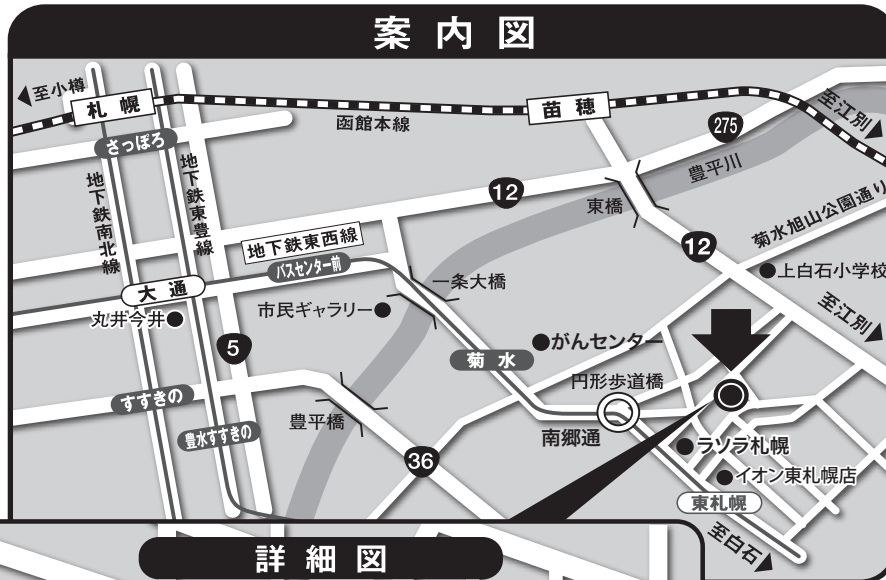 案内図
至小樽
札幌
苗穂
函館本線
275
至江別
さっぽろ
豊平川
地下鉄南北線
地下鉄東豊線
12
東橋
菊水旭山公園通り
12
地下鉄東西線
バスセンター前
上白石小学校
大通
一条大橋
丸井今井
市民ギャラリー
至江別
5
がんセンター
菊水
円形歩道橋
すすきの
豊平橋
豊水すすきの
南郷通
ラソラ札幌
36
イオン東札幌店
東札幌
至白石
詳細図